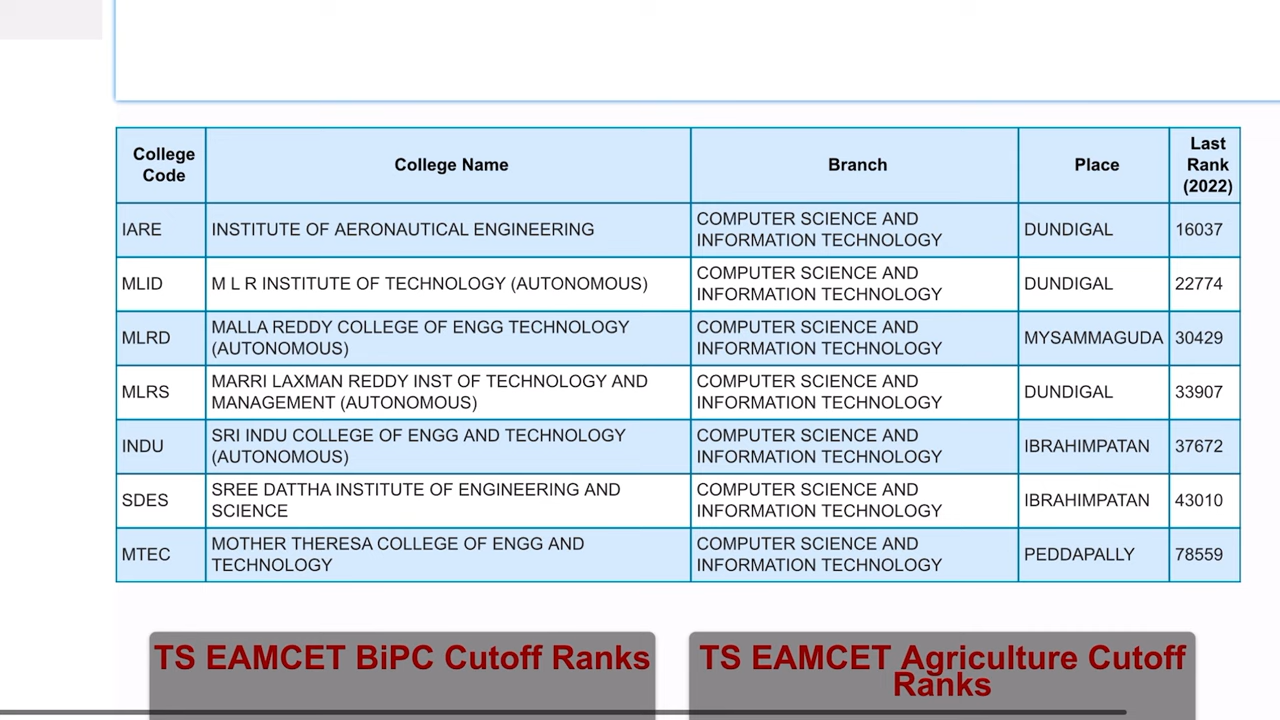 College Code
College Name
Branch
Place
Last Rank (2022)
IARE
INSTITUTE OF AERONAUTICAL ENGINEERING
COMPUTER SCIENCE AND
INFORMATION TECHNOLOGY
DUNDIGAL
16037
MLID
M L R INSTITUTE OF TECHNOLOGY (AUTONOMOUS)
COMPUTER SCIENCE AND
INFORMATION TECHNOLOGY
DUNDIGAL
22774
MLRD
MALLA REDDY COLLEGE OF ENGG TECHNOLOGY
(AUTONOMOUS)
COMPUTER SCIENCE AND
INFORMATION TECHNOLOGY
MYSAMMAGUDA
30429
MLRS
MARRI LAXMAN REDDY INST OF TECHNOLOGY AND
MANAGEMENT (AUTONOMOUS)
COMPUTER SCIENCE AND
INFORMATION TECHNOLOGY
DUNDIGAL
33907
INDU
SRI INDU COLLEGE OF ENGG AND TECHNOLOGY
(AUTONOMOUS)
COMPUTER SCIENCE AND
INFORMATION TECHNOLOGY
IBRAHIMPATAN
37672
SDES
SREE DATTHA INSTITUTE OF ENGINEERING AND
SCIENCE
COMPUTER SCIENCE AND
INFORMATION TECHNOLOGY
IBRAHIMPATAN
43010
MTEC
MOTHER THERESA COLLEGE OF ENGG AND
TECHNOLOGY
COMPUTER SCIENCE AND
INFORMATION TECHNOLOGY
PEDDAPALLY
78559
TS EAMCET BiPC Cutoff Ranks
TS EAMCET Agriculture Cutoff
Ranks